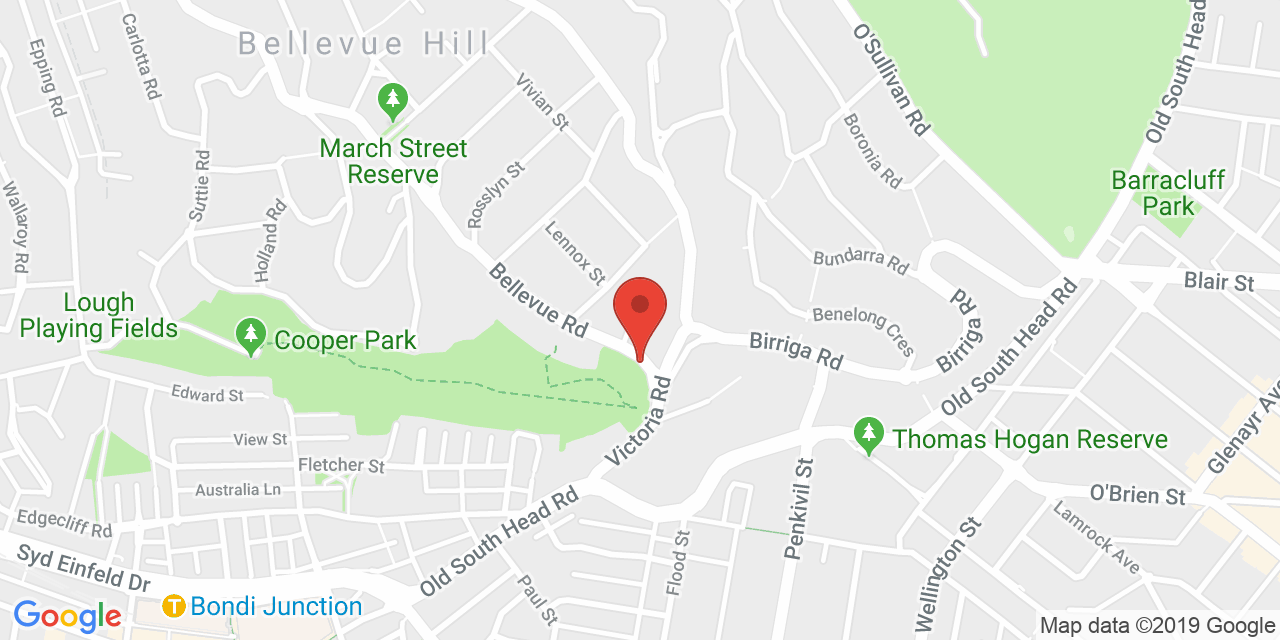 Bellevue Hill
Epping Rd
Carlotta Rd
Vivian St
O'Sullivan Rd
Old South Head
March Street
Reserve
Boronia Rd
Suttie Rd
Rosslyn St
Barracluff
Park
Wallaroy Rd
Holland Rd
Lennox St
Bundarra Rd
Blair St
Bellevue Rd
Lough
Playing Fields
Cooper Park
Benelong Cres
Birriga Rd
Birriga Rd
Old South Head Rd
Edward St
Victoria Rd
Glenayr Ave
View St
Thomas Hogan Reserve
Fletcher St
Australia Ln
Penkivil St
O'Brien St
Edgecliff Rd
Old South Head Rd
Lamrock Ave
Syd Einfeld Dr
Flood St
Wellington St
Paul St
T
Bondi Junction
Google
Map data ©2019 Google